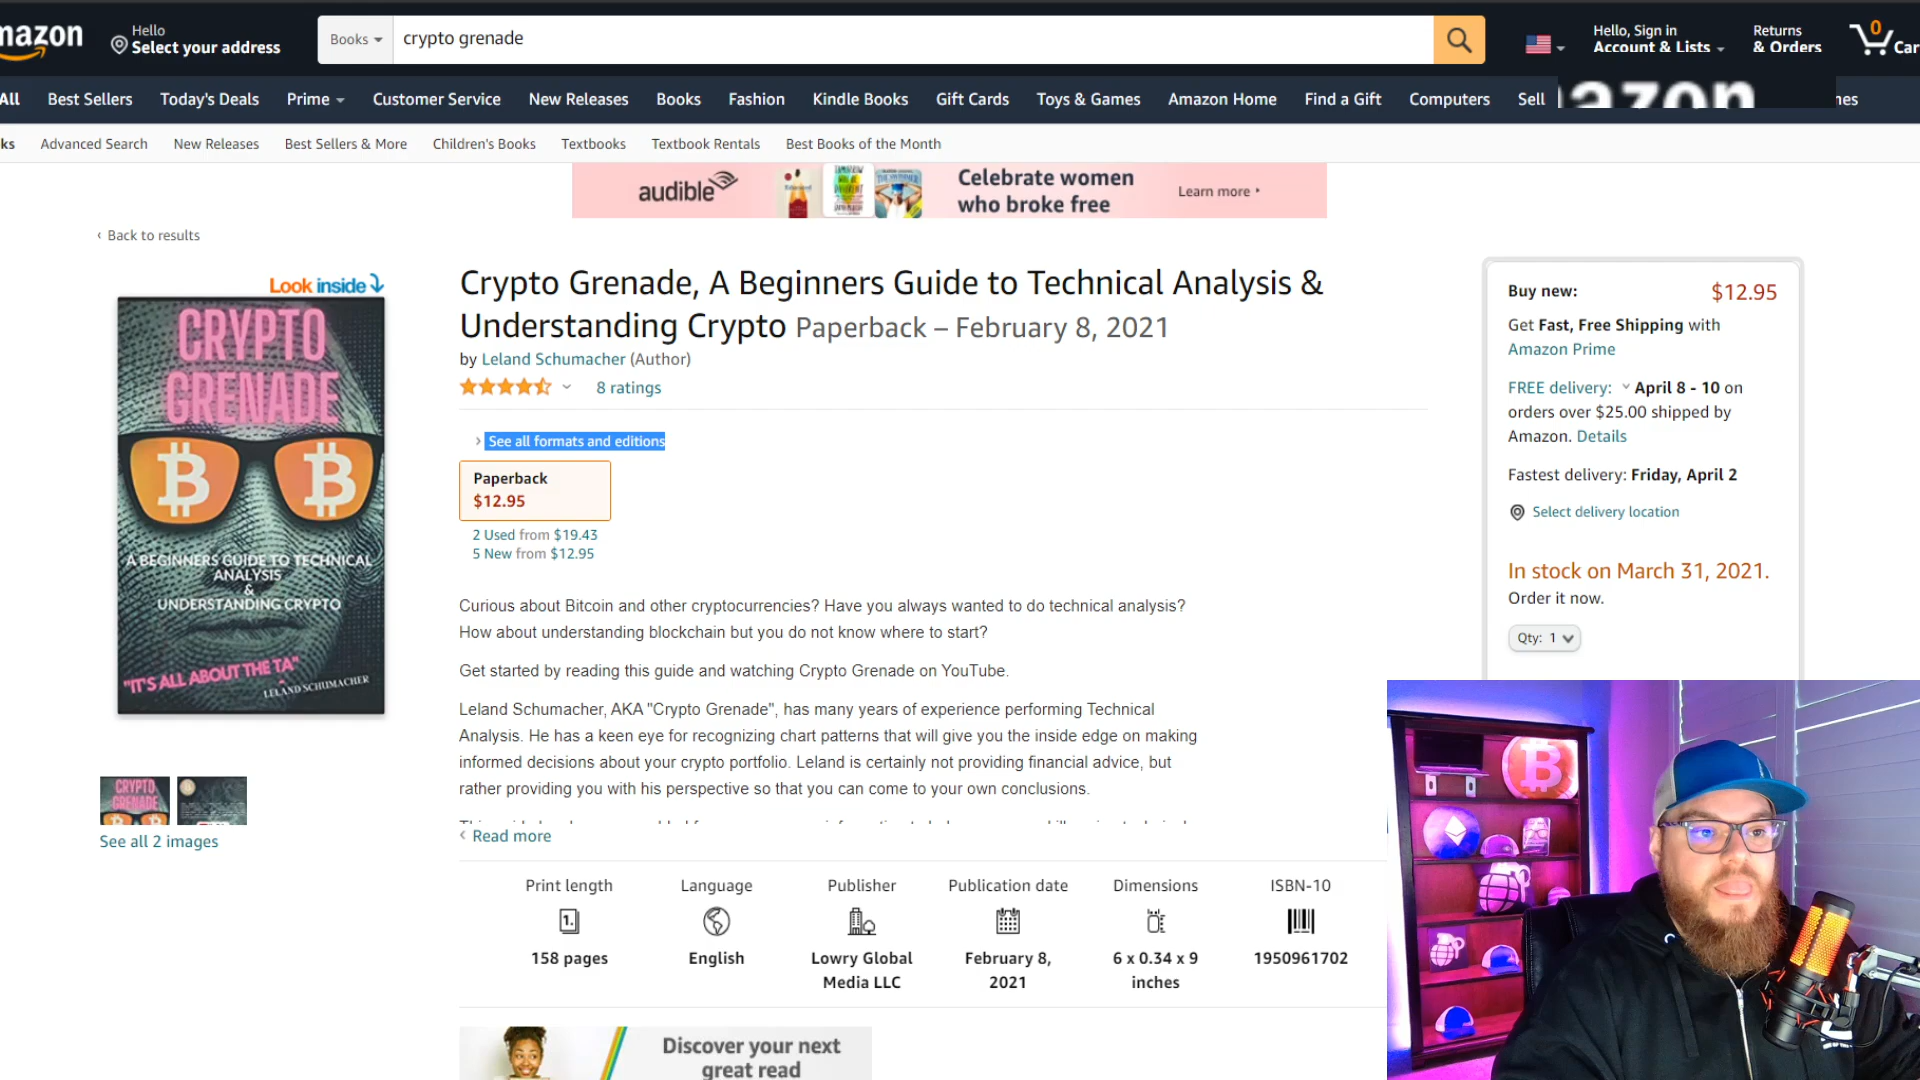 mazon
Hello
Select your address
Books
crypto grenade
Hello, Sign in
Account & Lists
Returns
& Orders
0
Car
All
Best Sellers
Today's Deals
Prime
Customer Service
New Releases
Books
Fashion
Kindle Books
Gift Cards
Toys & Games
Amazon Home
Find a Gift
Computers
Sell
azon
mes
ks
Advanced Search
New Releases
Best Sellers & More
Children's Books
Textbooks
Textbook Rentals
Best Books of the Month
audible
Celebrate women
who broke free
Learn more
‹ Back to results
Look inside
CRYPTO
GRENADE
A BEGINNERS GUIDE TO TECHNICAL
ANALYSIS
&
UNDERSTANDING CRYPTO
"IT'S ALL ABOUT THE TA"
LELAND SCHUMACHER
CRYPTO
GRENADE
See all 2 images
Crypto Grenade, A Beginners Guide to Technical Analysis &
Understanding Crypto Paperback – February 8, 2021
by Leland Schumacher (Author)
8 ratings
› See all formats and editions
Paperback
$12.95
2 Used from $19.43
5 New from $12.95
Curious about Bitcoin and other cryptocurrencies? Have you always wanted to do technical analysis?
How about understanding blockchain but you do not know where to start?
Get started by reading this guide and watching Crypto Grenade on YouTube.
Leland Schumacher, AKA "Crypto Grenade", has many years of experience performing Technical
Analysis. He has a keen eye for recognizing chart patterns that will give you the inside edge on making
informed decisions about your crypto portfolio. Leland is certainly not providing financial advice, but
rather providing you with his perspective so that you can come to your own conclusions.
Read more
Print length
158 pages
Language
English
Publisher
Lowry Global
Media LLC
Publication date
February 8,
2021
Dimensions
6 x 0.34 x 9
inches
ISBN-10
1950961702
Discover your next
great read
Buy new:
$12.95
Get Fast, Free Shipping with
Amazon Prime
FREE delivery: April 8 - 10 on
orders over $25.00 shipped by
Amazon. Details
Fastest delivery: Friday, April 2
Select delivery location
In stock on March 31, 2021.
Order it now.
Qty: 1